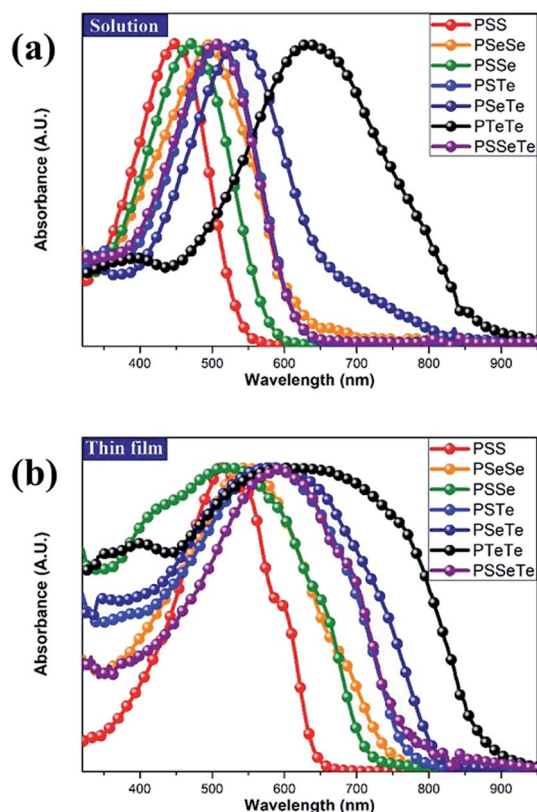 (a)
Solution
PSS
PSeSe
PSSe
PSTe
PSeTe
PTeTe
PSSeTe
Absorbance (A.U.)
400 500 600 700 800 900
Wavelength (nm)
(b)
Thin film
PSS
PSeSe
PSSe
PSTe
PSeTe
PTeTe
PSSeTe
Absorbance (A.U.)
400 500 600 700 800 900
Wavelength (nm)